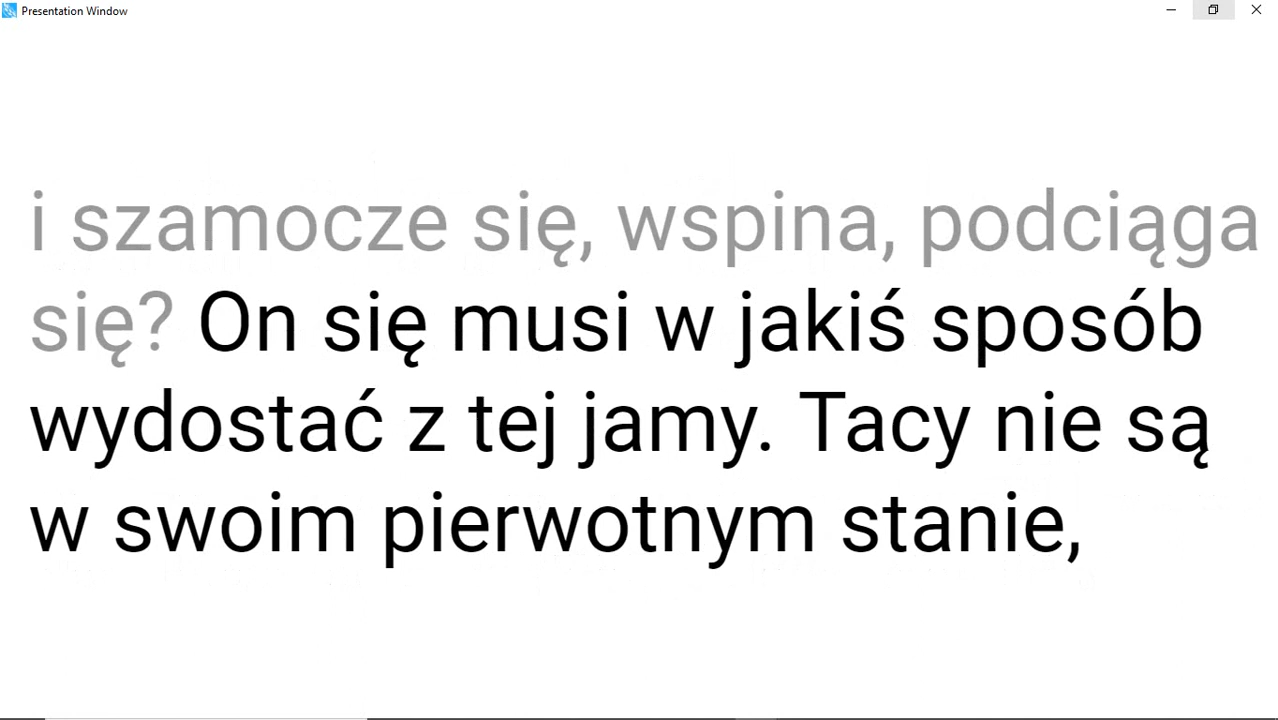 Presentation Window
i szamocze się, wspina, podciąga
się? On się musi w jakiś sposób
wydostać z tej jamy. Tacy nie są
w swoim pierwotnym stanie,